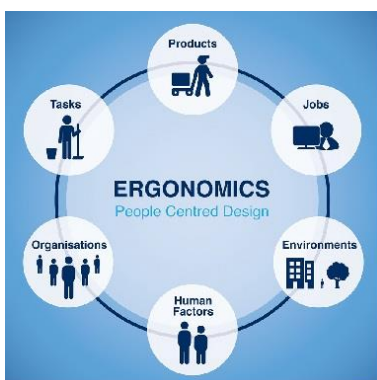 Products
Tasks
Jobs
ERGONOMICS
People Centred Design
Organisations
Environments
Human
Factors